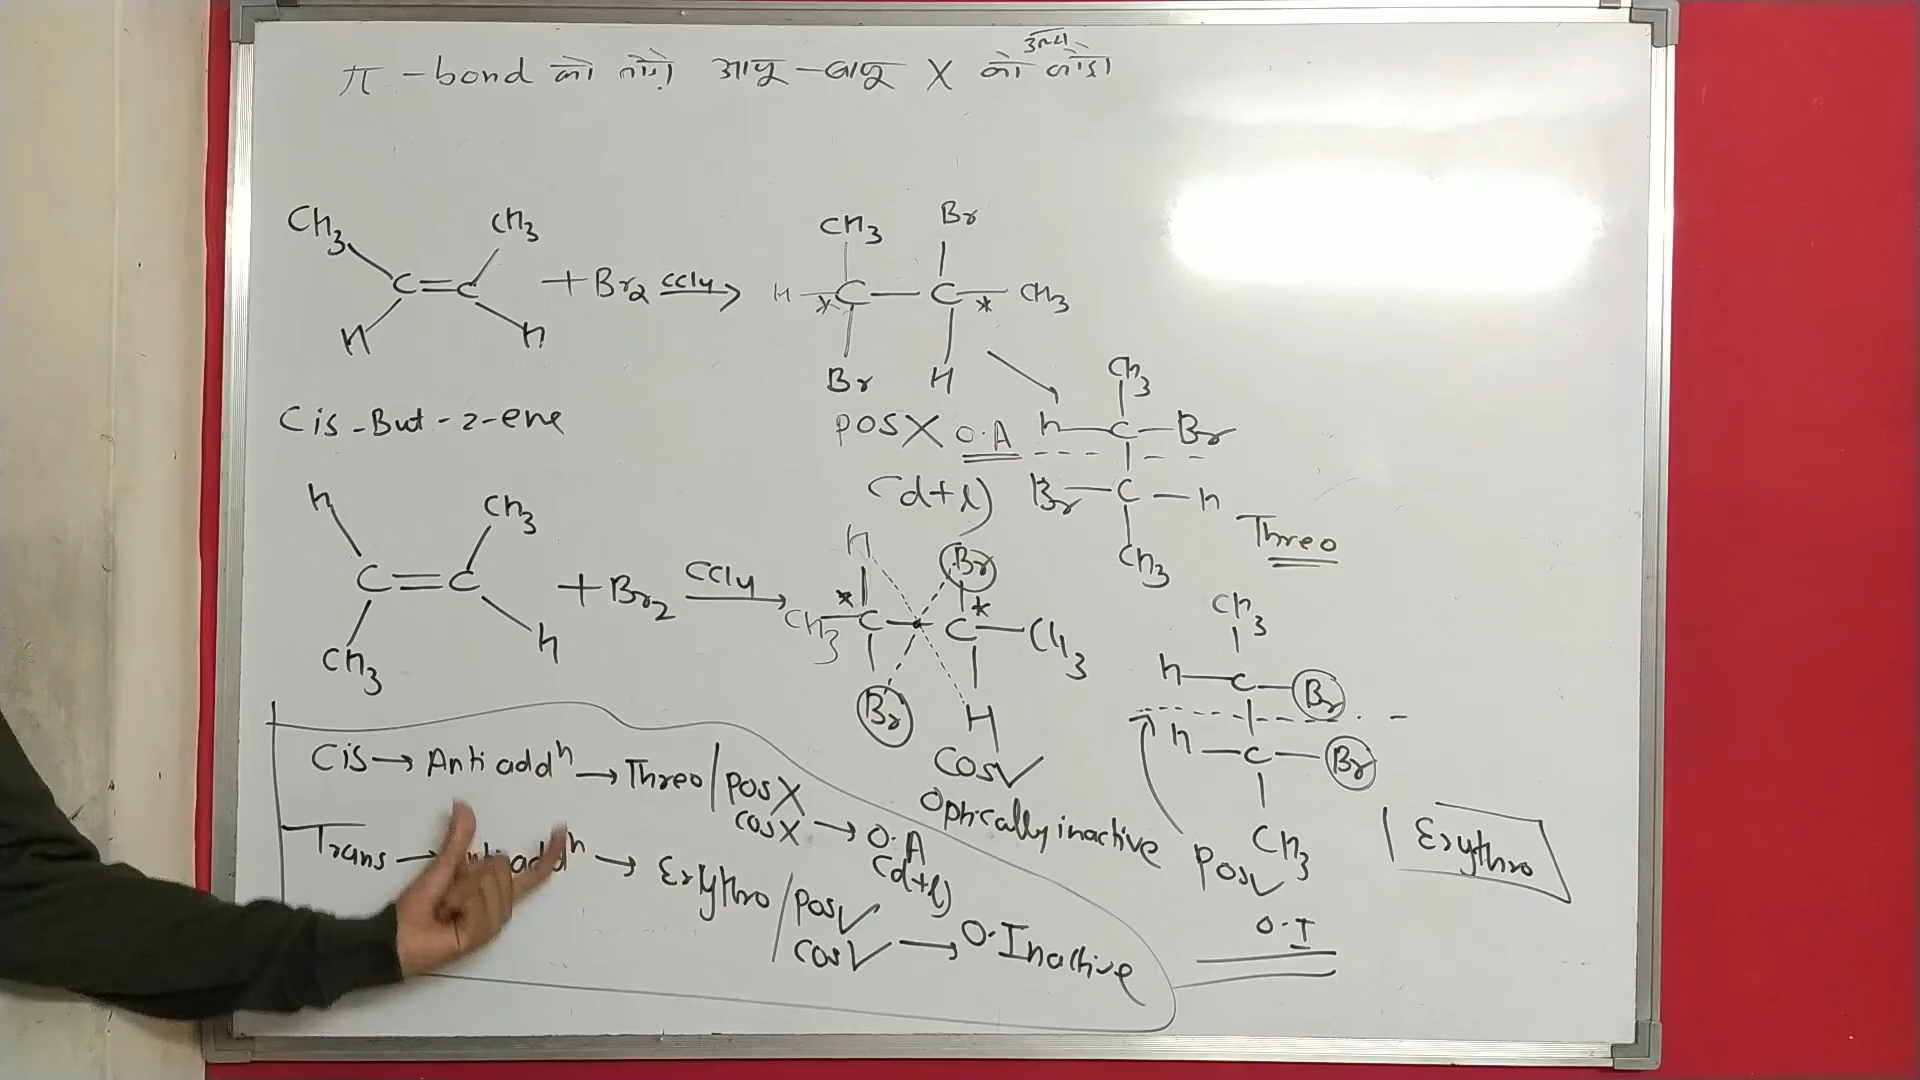 π -bond को तोड़ो आजू-बाजू X को उल्टा जोड़ो
CH3 CH3
C=C + Br2 CCl4
H H
Cis-But-2-ene
CH3 Br
H * C — C * CH3
Br H
POS X O.A
(d+l)
CH3
H — C — Br
Br — C — H
CH3
Threo
H CH3
C=C + Br2 CCl4
CH3 H
H Br
* *
CH3 — C — C — CH3
Br H
COS ✓
Optically inactive
CH3
H — C — Br
H — C — Br
CH3
POS ✓
O.I
Erythro
Cis → Anti addn → Threo / POS X
COS X → O.A
(d+l)
Trans → addn → Erythro / POS ✓
COS ✓ → O.Inactive